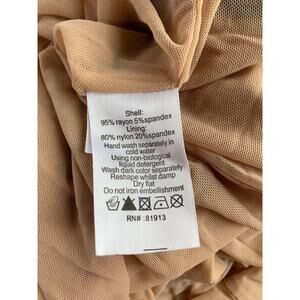 Shell:
95% rayon 5%spandex
Lining:
80% nylon 20%spandex
Hand wash separately in
cold water
Using non-biological
liquid detergent
Wash dark color separately
Reshape whilst damp
Dry flat
Do not iron embellishment
RN#:81913